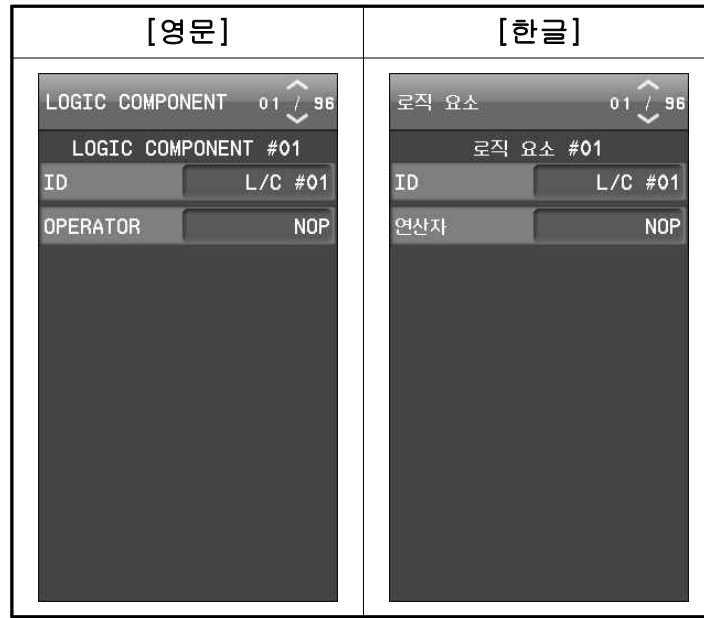 [영문]
[한글]
LOGIC COMPONENT 01 / 96
LOGIC COMPONENT #01
ID L/C #01
OPERATOR NOP
로직 요소 01 / 96
로직 요소 #01
ID L/C #01
연산자 NOP